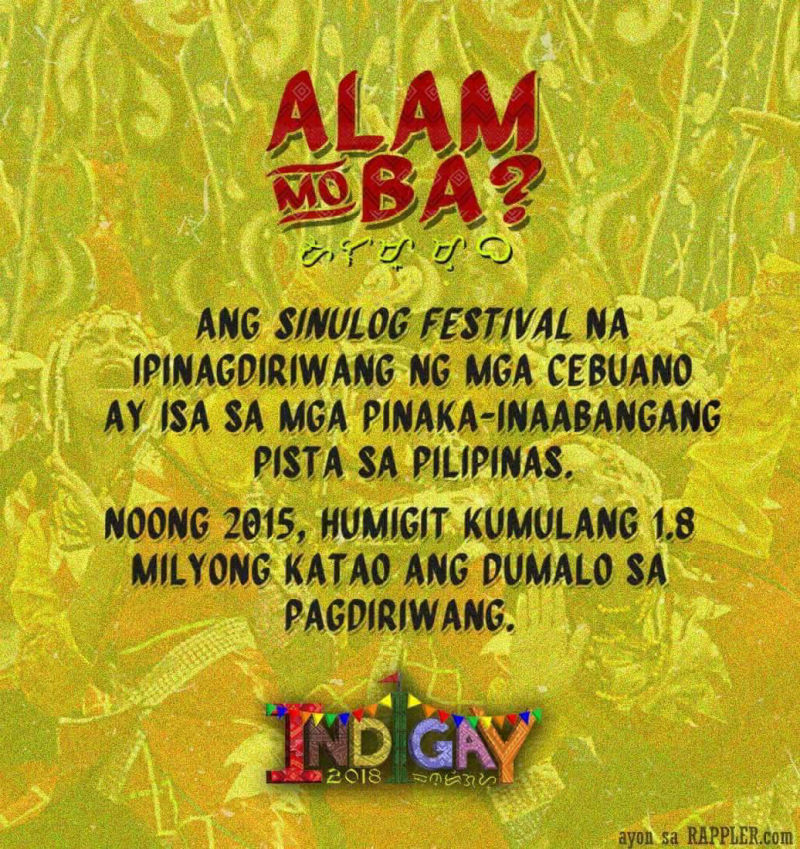 ALAM
MO BA?
ᜀᜎᜋ᜔ ᜋᜓ ᜊ
ANG SINULOG FESTIVAL NA
IPINAGDIRIWANG NG MGA CEBUANO
AY ISA SA MGA PINAKA-INAABANGANG
PISTA SA PILIPINAS.
NOONG 2015, HUMIGIT KUMULANG 1.8
MILYONG KATAO ANG DUMALO SA
PAGDIRIWANG.
INDIGAY
2018
ayon sa RAPPLER.com